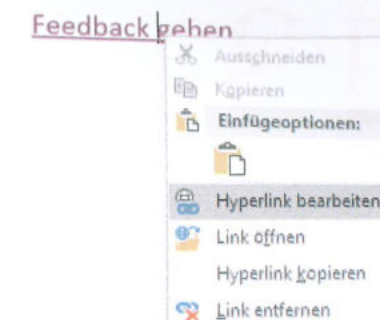 Feedback geben
Ausschneiden
Kopieren
Einfügeoptionen:
Hyperlink bearbeiten
Link öffnen
Hyperlink kopieren
Link entfernen